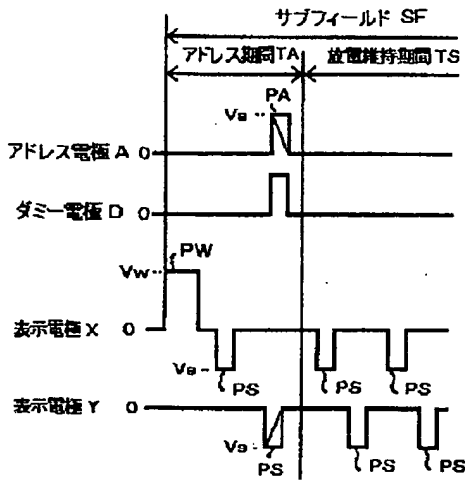 サブフィールド SF
アドレス期間TA
放電維持期間TS
PA
Va
アドレス電極 A 0
ダミー電極 D 0
PW
Vw
表示電極 X 0
Vs
PS
PS
PS
表示電極 Y 0
Vs
PS
PS
PS